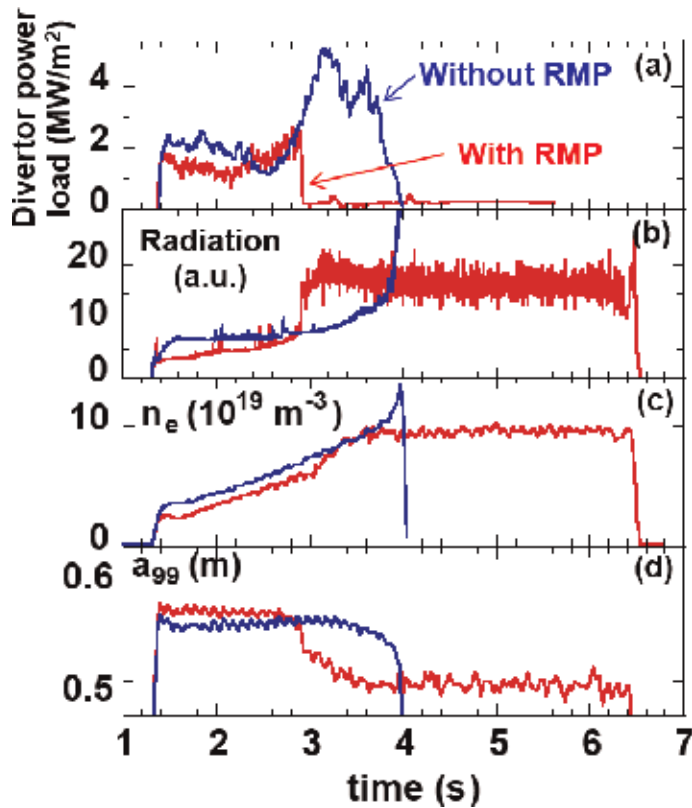 Divertor power
load (MW/m²)
4
2
0
Without RMP
(a)
With RMP
Radiation
(a.u.)
(b)
20
10
0
nₑ (10¹⁹ m⁻³)
(c)
10
0
a₉₉ (m)
(d)
0.6
0.5
1 2 3 4 5 6 7
time (s)